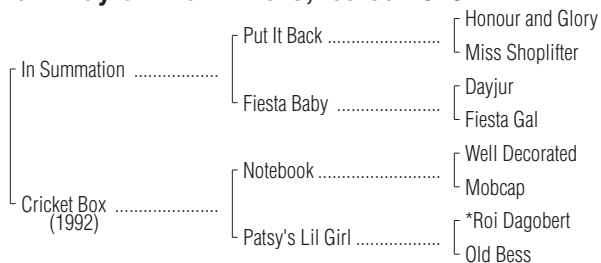 Honour and Glory
Put It Back ......................
Miss Shoplifter
In Summation .................
Dayjur
Fiesta Baby .....................
Fiesta Gal
Well Decorated
Notebook .........................
Mobcap
Cricket Box .....................
(1992)
*Roi Dagobert
Patsy's Lil Girl .................
Old Bess